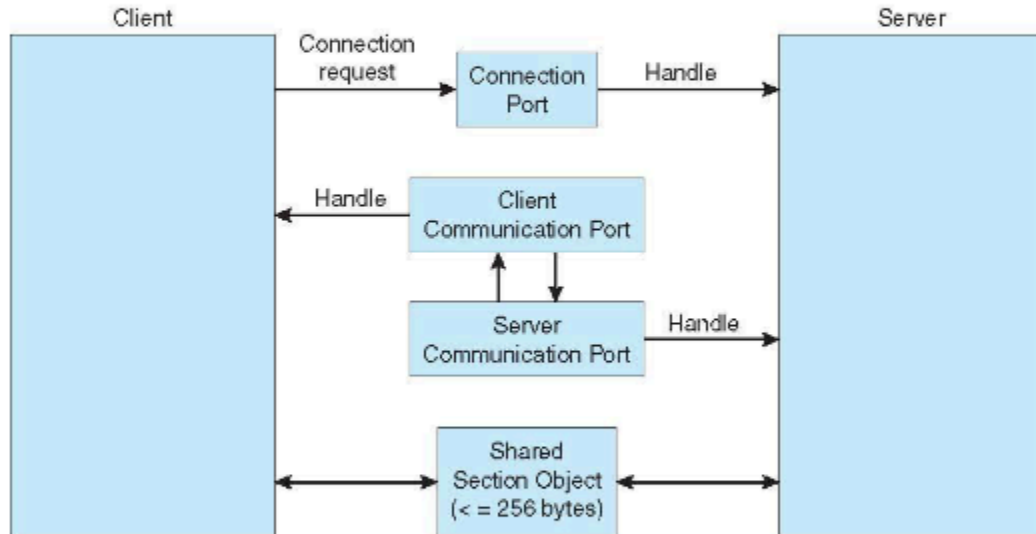 Client
Server
Connection
request
Connection
Port
Handle
Handle
Client
Communication Port
Server
Communication Port
Handle
Shared
Section Object
(< = 256 bytes)